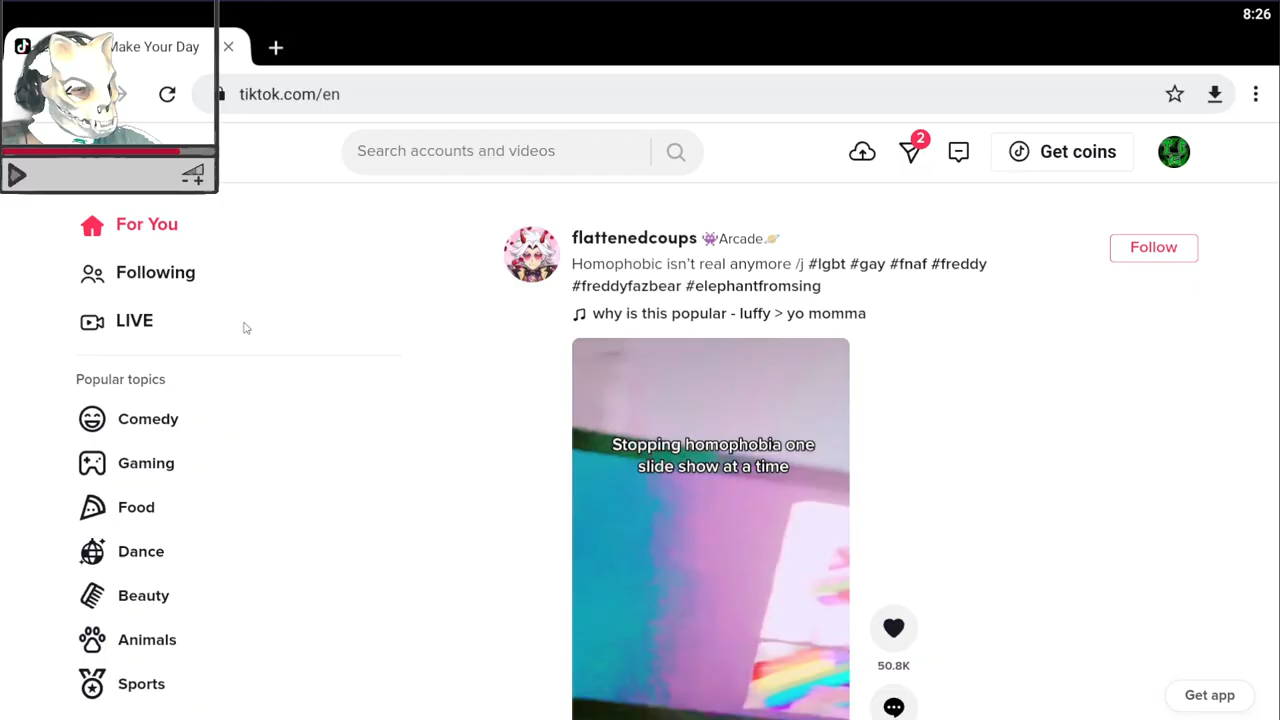 8:26
Make Your Day
tiktok.com/en
Search accounts and videos
2
Get coins
For You
Following
LIVE
Popular topics
Comedy
Gaming
Food
Dance
Beauty
Animals
Sports
flattenedcoups 👾Arcade🪐
Follow
Homophobic isn't real anymore /j #lgbt #gay #fnaf #freddy
#freddyfazbear #elephantfromsing
why is this popular - luffy > yo momma
Stopping homophobia one
slide show at a time
50.8K
Get app